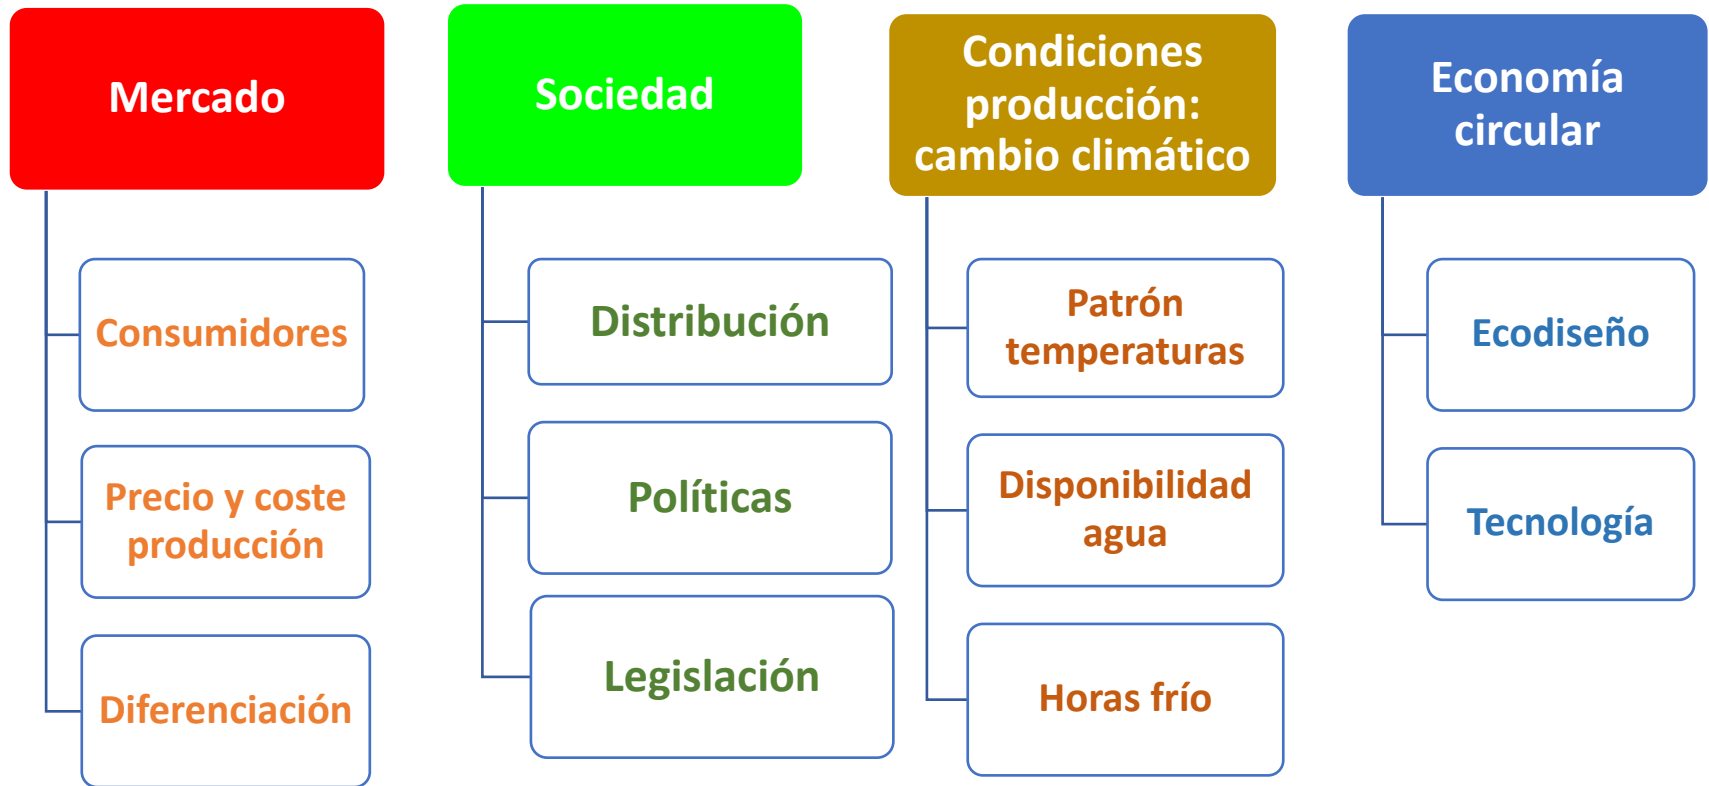 Mercado
Consumidores
Precio y coste
producción
Diferenciación
Sociedad
Distribución
Políticas
Legislación
Condiciones
producción:
cambio climático
Patrón
temperaturas
Disponibilidad
agua
Horas frío
Economía
circular
Ecodiseño
Tecnología